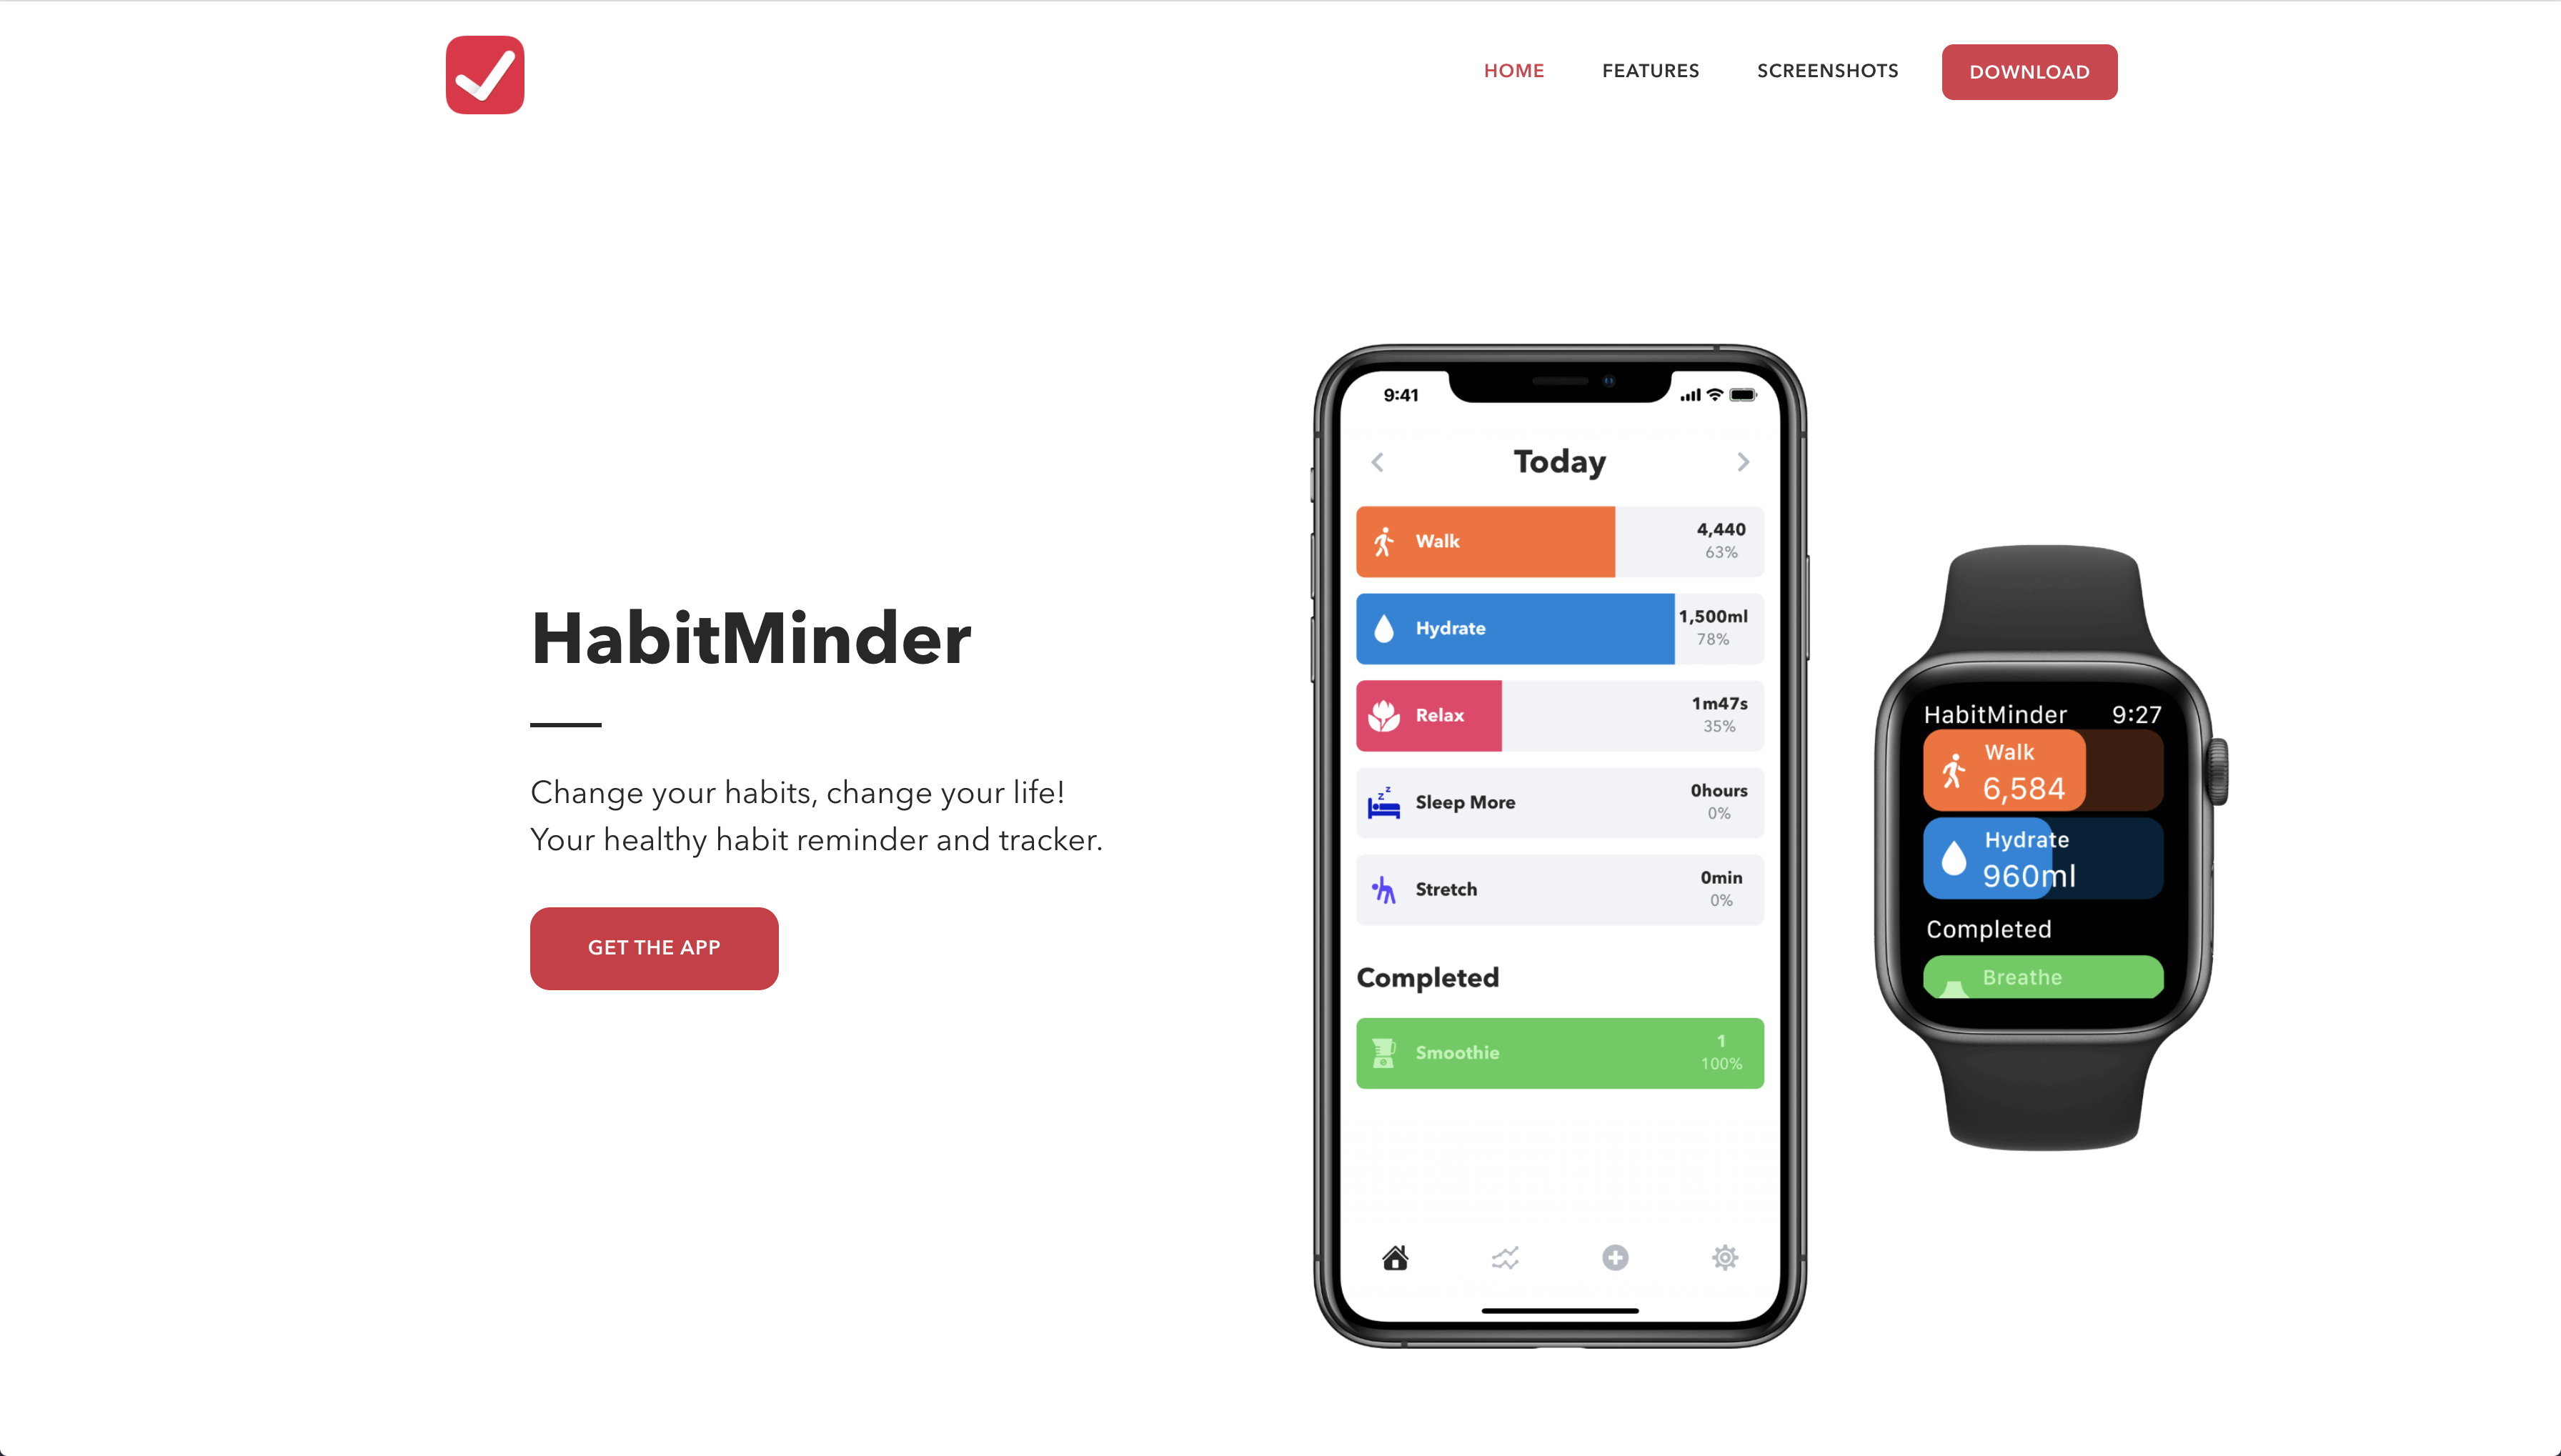 HOME
FEATURES
SCREENSHOTS
DOWNLOAD
HabitMinder
Change your habits, change your life!
Your healthy habit reminder and tracker.
GET THE APP
9:41
Today
Walk
4,440
63%
Hydrate
1,500ml
78%
Relax
1m47s
35%
z z
Sleep More
0hours
0%
Stretch
0min
0%
Completed
Smoothie
1
100%
HabitMinder 9:27
Walk
6,584
Hydrate
960ml
Completed
Breathe